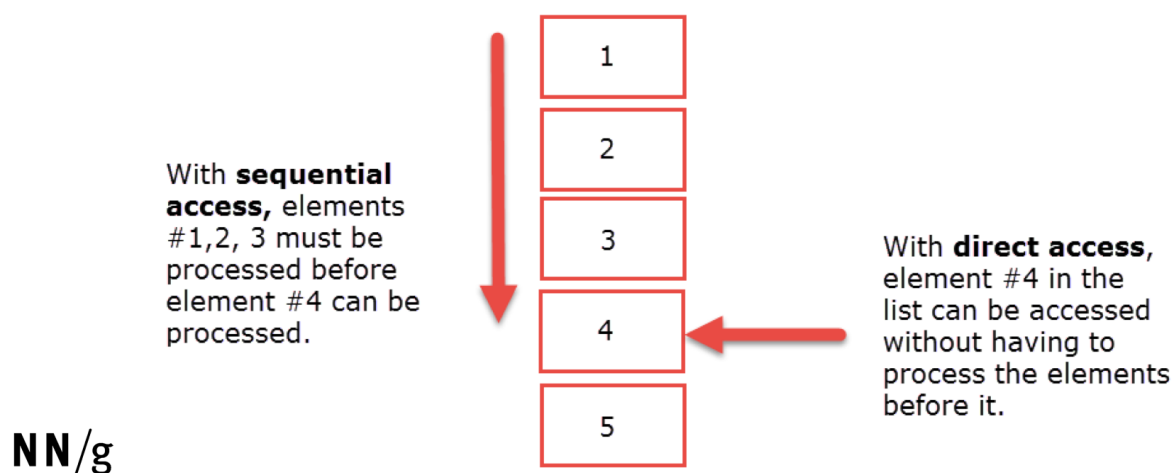 With sequential
access, elements
#1,2, 3 must be
processed before
element #4 can be
processed.
1
2
3
4
5
With direct access,
element #4 in the
list can be accessed
without having to
process the elements
before it.
NN/g